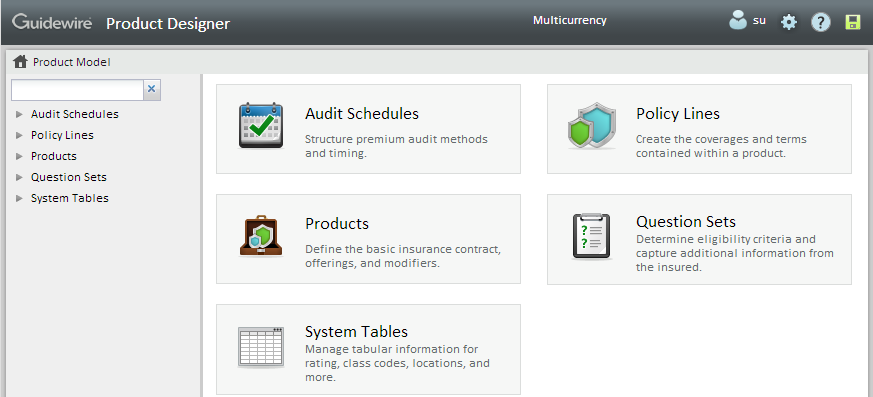 Guidewire Product Designer
Multicurrency
su
?
Product Model
Audit Schedules
Policy Lines
Products
Question Sets
System Tables
Audit Schedules
Structure premium audit methods
and timing.
Policy Lines
Create the coverages and terms
contained within a product.
Products
Define the basic insurance contract,
offerings, and modifiers.
Question Sets
Determine eligibility criteria and
capture additional information from
the insured.
System Tables
Manage tabular information for
rating, class codes, locations, and
more.